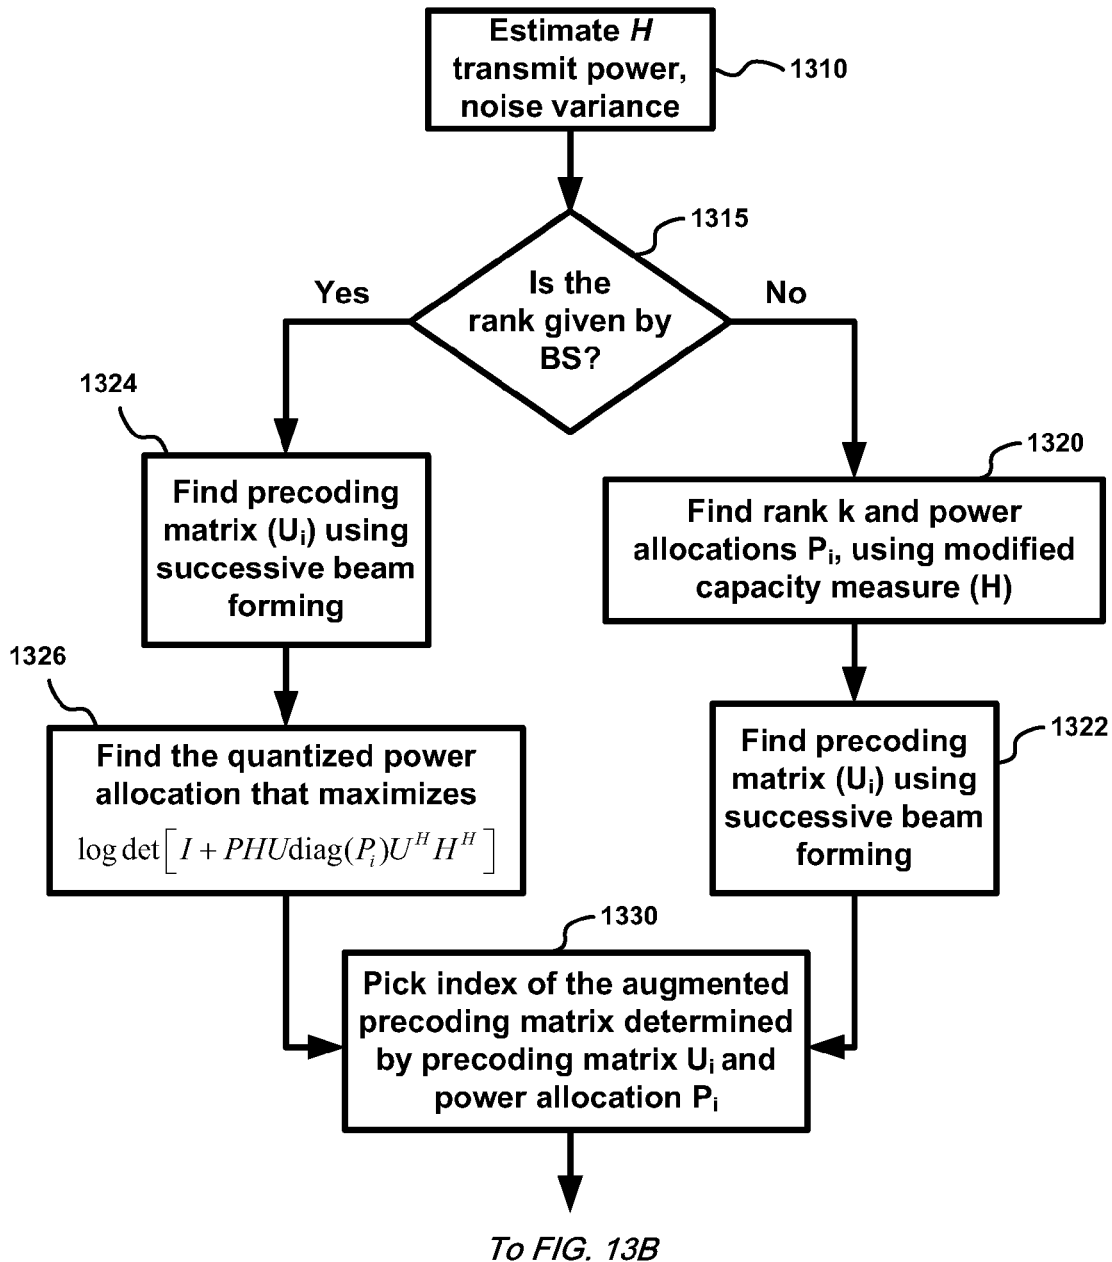 Estimate H
transmit power,
noise variance
1310
1315
Is the
rank given by
BS?
Yes
No
1324
Find precoding
matrix (Ui) using
successive beam
forming
1320
Find rank k and power
allocations Pi, using modified
capacity measure (H)
1326
Find the quantized power
allocation that maximizes
log det[I + PHUdiag(Pi)U^H H^H]
1322
Find precoding
matrix (Ui) using
successive beam
forming
1330
Pick index of the augmented
precoding matrix determined
by precoding matrix Ui and
power allocation Pi
To FIG. 13B